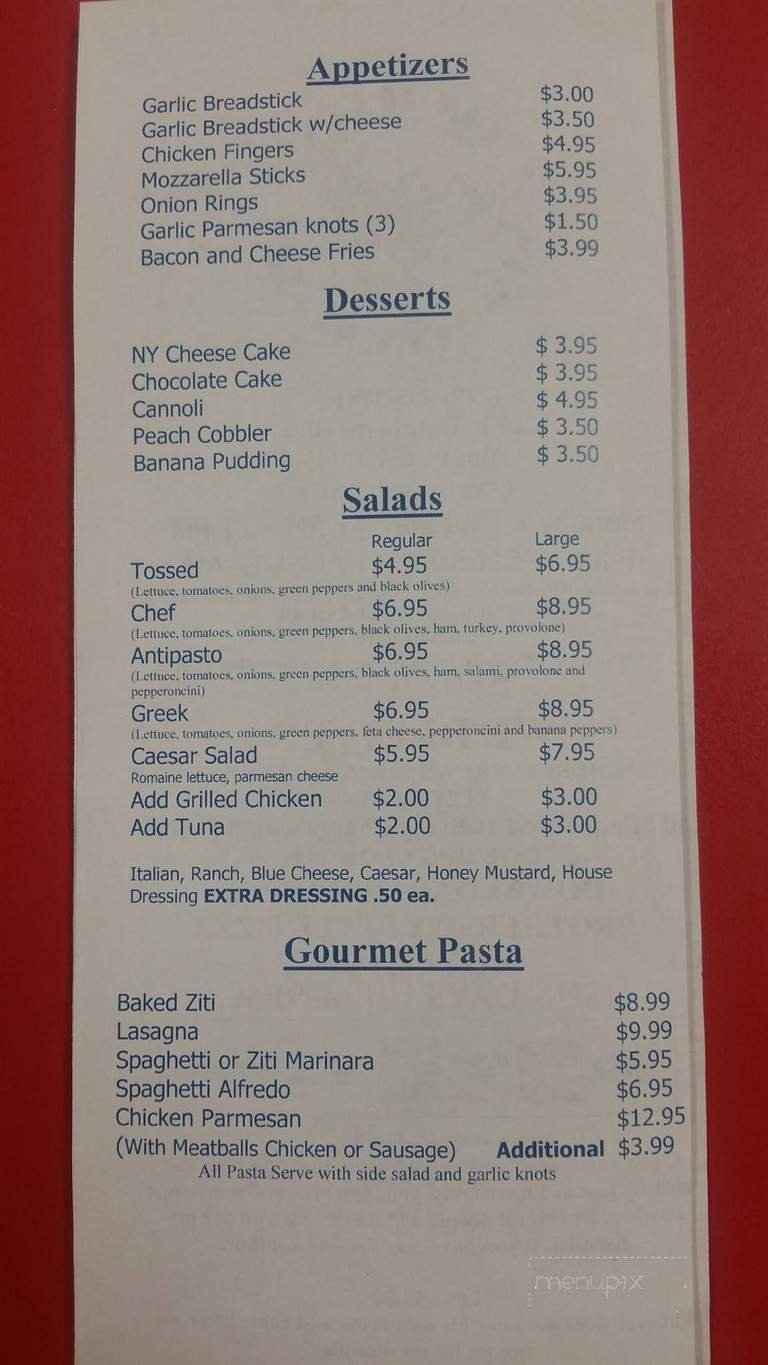 Appetizers
Garlic Breadstick $3.00
Garlic Breadstick w/cheese $3.50
Chicken Fingers $4.95
Mozzarella Sticks $5.95
Onion Rings $3.95
Garlic Parmesan knots (3) $1.50
Bacon and Cheese Fries $3.99
Desserts
NY Cheese Cake $ 3.95
Chocolate Cake $ 3.95
Cannoli $ 4.95
Peach Cobbler $ 3.50
Banana Pudding $ 3.50
Salads
Regular Large
Tossed $4.95 $6.95
(Lettuce, tomatoes, onions, green peppers and black olives)
Chef $6.95 $8.95
(Lettuce, tomatoes, onions, green peppers, black olives, ham, turkey, provolone)
Antipasto $6.95 $8.95
(Lettuce, tomatoes, onions, green peppers, black olives, ham, salami, provolone and
pepperoncini)
Greek $6.95 $8.95
(Lettuce, tomatoes, onions, green peppers, feta cheese, pepperoncini and banana peppers)
Caesar Salad $5.95 $7.95
Romaine lettuce, parmesan cheese
Add Grilled Chicken $2.00 $3.00
Add Tuna $2.00 $3.00
Italian, Ranch, Blue Cheese, Caesar, Honey Mustard, House
Dressing EXTRA DRESSING .50 ea.
Gourmet Pasta
Baked Ziti $8.99
Lasagna $9.99
Spaghetti or Ziti Marinara $5.95
Spaghetti Alfredo $6.95
Chicken Parmesan $12.95
(With Meatballs Chicken or Sausage) Additional $3.99
All Pasta Serve with side salad and garlic knots
menupix